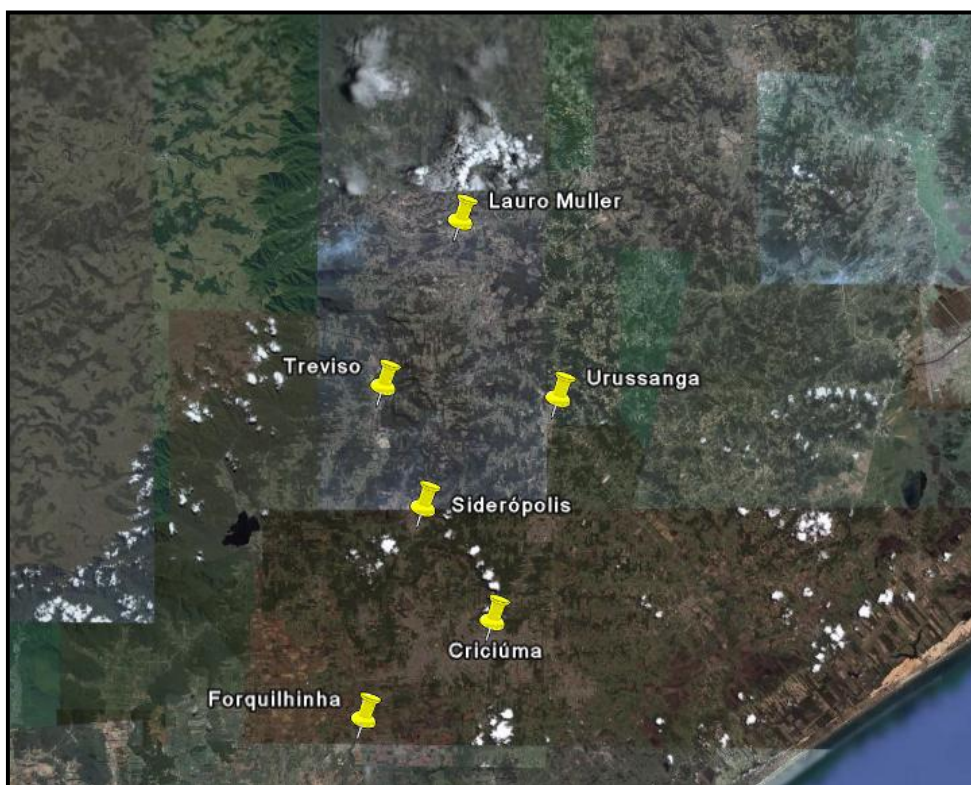 Lauro Muller
Treviso
Urussanga
Siderópolis
Criciúma
Forquilhinha